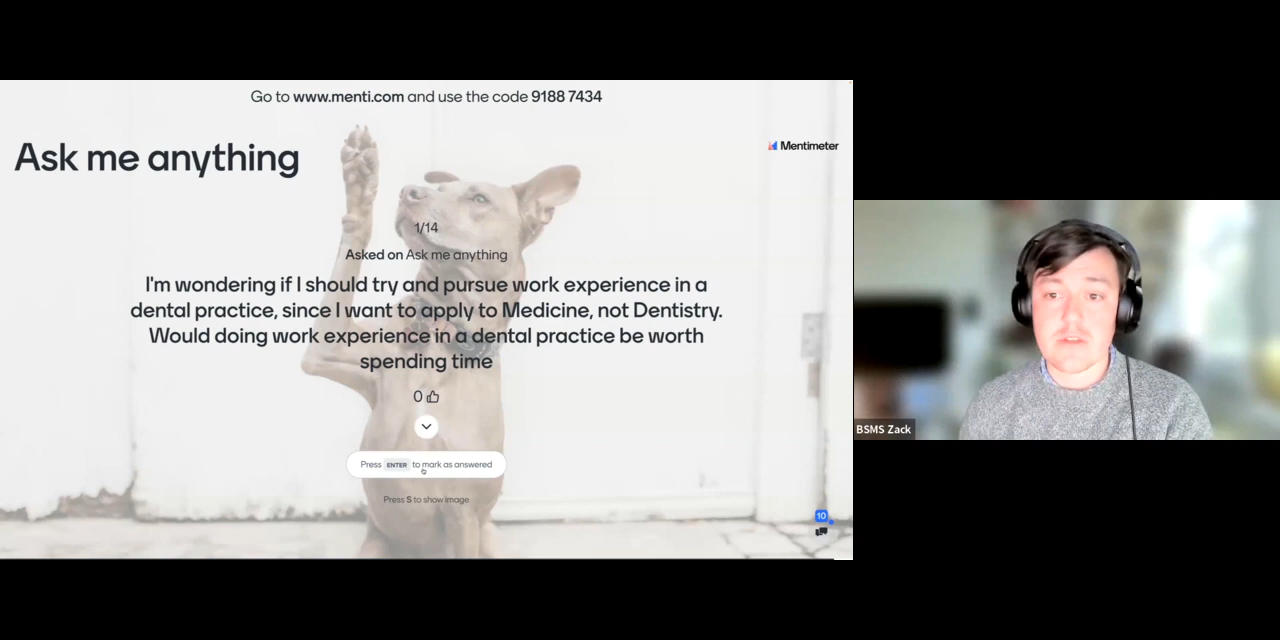 Go to www.menti.com and use the code 9188 7434
Ask me anything
Mentimeter
1/14
Asked on Ask me anything
I'm wondering if I should try and pursue work experience in a
dental practice, since I want to apply to Medicine, not Dentistry.
Would doing work experience in a dental practice be worth
spending time
0
Press ENTER to mark as answered
Press S to show image
10
BSMS Zack